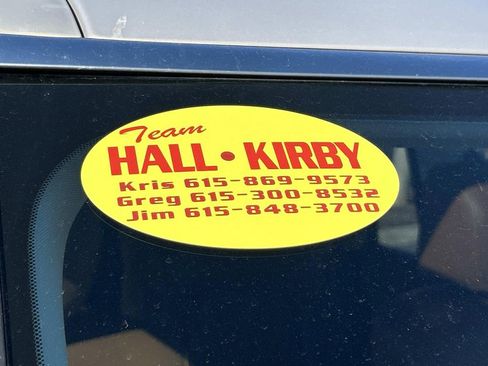 Team
HALL • KIRBY
Kris 615-869-9573
Greg 615-300-8532
Jim 615-848-3700